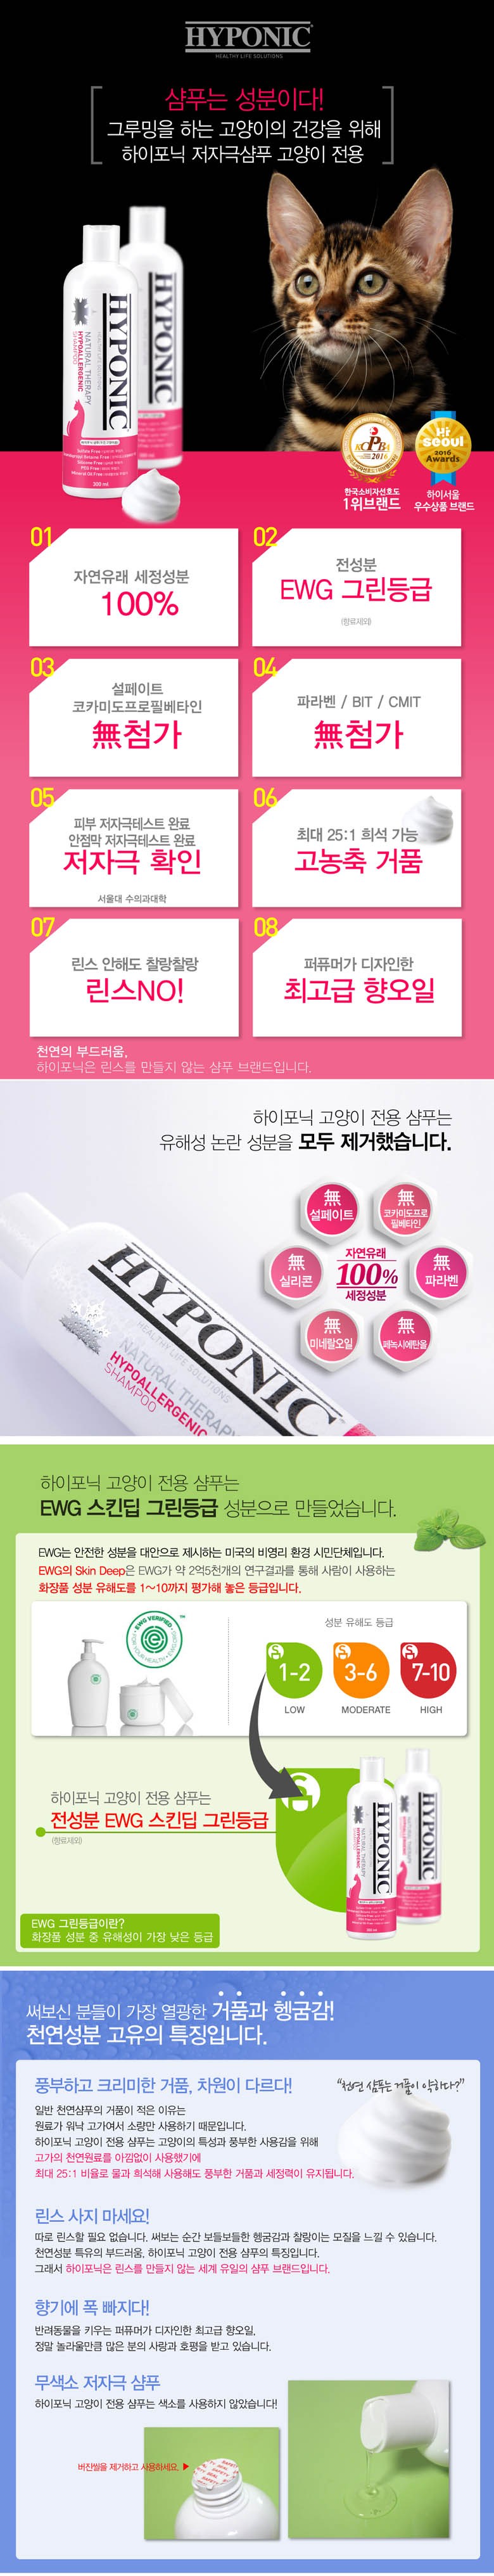 HYPONIC
HEALTHY LIFE SOLUTIONS
샴푸는 성분이다!
그루밍을 하는 고양이의 건강을 위해
하이포닉 저자극샴푸 고양이 전용
HYPONIC
HYPONIC
NATURAL THERAPY
HYPOALLERGENIC
SHAMPOO
300 ml
KCPBA
2016
Hi
Seoul
2016
Awards
한국소비자선호도
1위브랜드
하이서울
우수상품 브랜드
01
자연유래 세정성분
100%
02
전성분
EWG 그린등급
(향료제외)
03
설페이트
코카미도프로필베타인
無첨가
04
파라벤 / BIT / CMIT
無첨가
05
피부 저자극테스트 완료
안점막 저자극테스트 완료
저자극 확인
서울대 수의과대학
06
최대 25:1 희석 가능
고농축 거품
07
린스 안해도 찰랑찰랑
린스NO!
08
퍼퓨머가 디자인한
최고급 향오일
천연의 부드러움,
하이포닉은 린스를 만들지 않는 샴푸 브랜드입니다.
하이포닉 고양이 전용 샴푸는
유해성 논란 성분을 모두 제거했습니다.
無
설페이트
無
코카미도프로
필베타인
無
실리콘
자연유래
100%
세정성분
無
파라벤
無
미네랄오일
無
페녹시에탄올
HYPONIC
HEALTHY LIFE SOLUTIONS
NATURAL THERAPY
HYPOALLERGENIC
SHAMPOO
하이포닉 고양이 전용 샴푸는
EWG 스킨딥 그린등급 성분으로 만들었습니다.
EWG는 안전한 성분을 대안으로 제시하는 미국의 비영리 환경 시민단체입니다.
EWG의 Skin Deep은 EWG가 약 2억5천개의 연구결과를 통해 사람이 사용하는
화장품 성분 유해도를 1~10까지 평가해 놓은 등급입니다.
EWG VERIFIED
FOR YOUR HEALTH
EWG.ORG
TM
성분 유해도 등급
1-2
3-6
7-10
LOW
MODERATE
HIGH
하이포닉 고양이 전용 샴푸는
전성분 EWG 스킨딥 그린등급
(향료제외)
HYPONIC
HYPONIC
EWG 그린등급이란?
화장품 성분 중 유해성이 가장 낮은 등급
써보신 분들이 가장 열광한 거품과 헹굼감!
천연성분 고유의 특징입니다.
풍부하고 크리미한 거품, 차원이 다르다!
"천연 샴푸는 거품이 약하다?"
일반 천연샴푸의 거품이 적은 이유는
원료가 워낙 고가여서 소량만 사용하기 때문입니다.
하이포닉 고양이 전용 샴푸는 고양이의 특성과 풍부한 사용감을 위해
고가의 천연원료를 아낌없이 사용했기에
최대 25:1 비율로 물과 희석해 사용해도 풍부한 거품과 세정력이 유지됩니다.
린스 사지 마세요!
따로 린스할 필요 없습니다. 써보는 순간 보들보들한 헹굼감과 찰랑이는 모질을 느낄 수 있습니다.
천연성분 특유의 부드러움, 하이포닉 고양이 전용 샴푸의 특징입니다.
그래서 하이포닉은 린스를 만들지 않는 세계 유일의 샴푸 브랜드입니다.
향기에 폭 빠지다!
반려동물을 키우는 퍼퓨머가 디자인한 최고급 향오일,
정말 놀라울만큼 많은 분의 사랑과 호평을 받고 있습니다.
무색소 저자극 샴푸
하이포닉 고양이 전용 샴푸는 색소를 사용하지 않았습니다!
버진씰을 제거하고 사용하세요. ▶